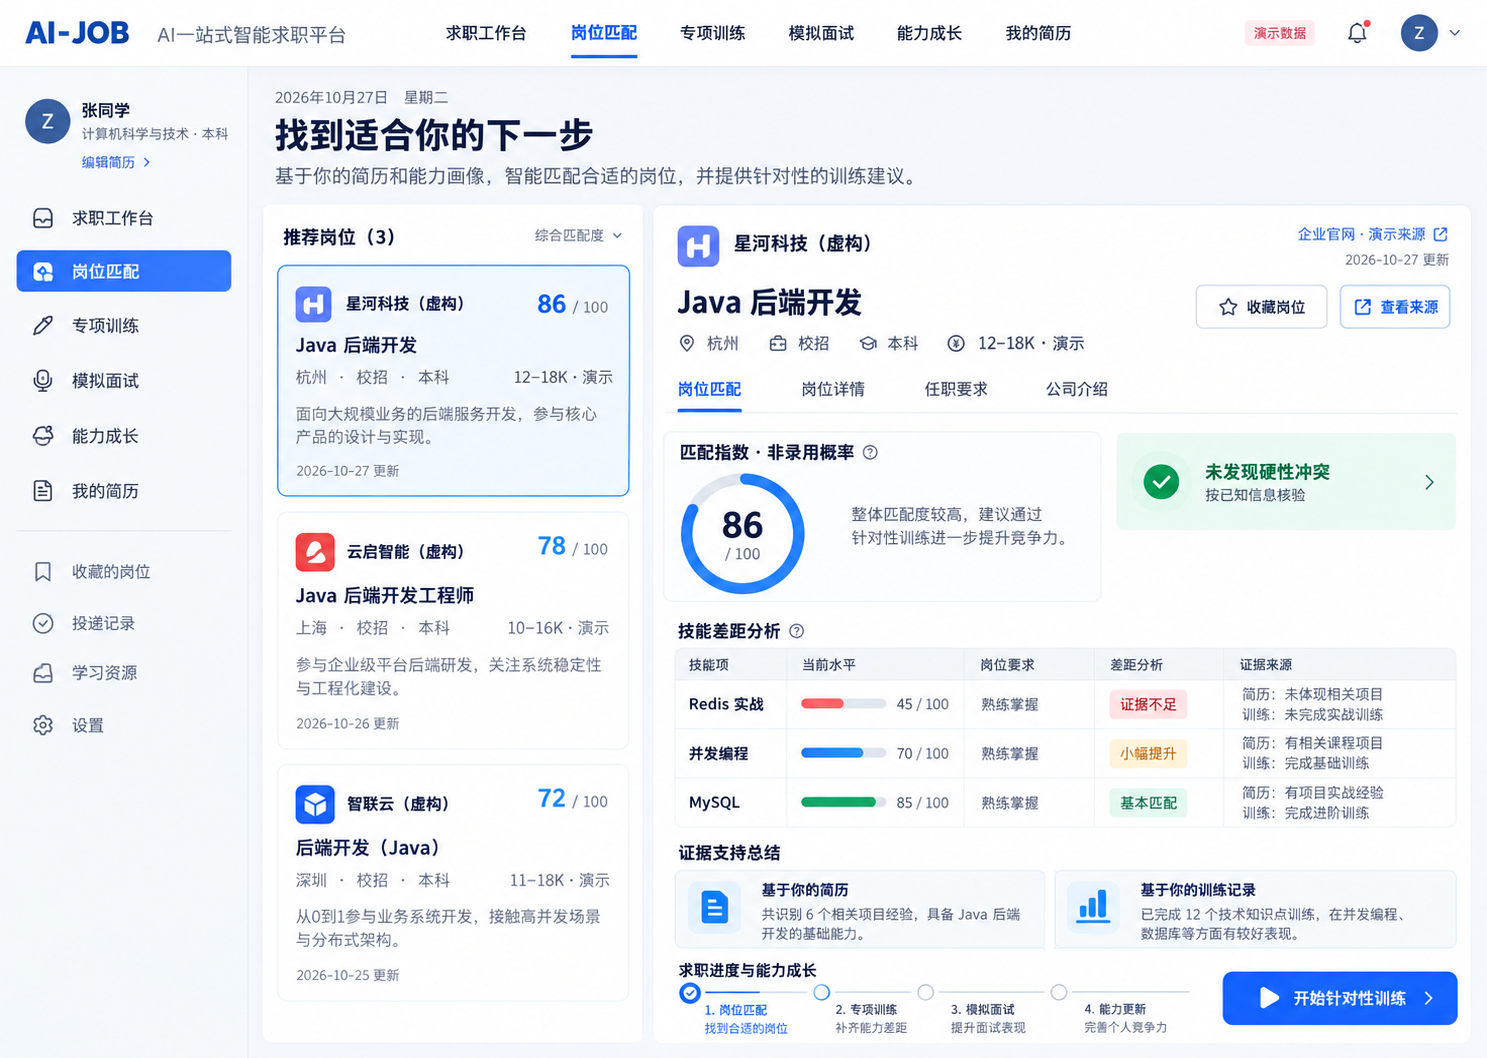 AI-JOB
AI一站式智能求职平台
求职工作台
岗位匹配
专项训练
模拟面试
能力成长
我的简历
演示数据
Z
Z
张同学
计算机科学与技术 · 本科
编辑简历
求职工作台
岗位匹配
专项训练
模拟面试
能力成长
我的简历
收藏的岗位
投递记录
学习资源
设置
2026年10月27日 星期二
找到适合你的下一步
基于你的简历和能力画像，智能匹配合适的岗位，并提供针对性的训练建议。
推荐岗位（3）
综合匹配度
星河科技（虚构）
86 / 100
Java 后端开发
杭州 · 校招 · 本科
12-18K · 演示
面向大规模业务的后端服务开发，参与核心
产品的设计与实现。
2026-10-27 更新
云启智能（虚构）
78 / 100
Java 后端开发工程师
上海 · 校招 · 本科
10-16K · 演示
参与企业级平台后端研发，关注系统稳定性
与工程化建设。
2026-10-26 更新
智联云（虚构）
72 / 100
后端开发（Java）
深圳 · 校招 · 本科
11-18K · 演示
从0到1参与业务系统开发，接触高并发场景
与分布式架构。
2026-10-25 更新
星河科技（虚构）
企业官网 · 演示来源
2026-10-27 更新
Java 后端开发
收藏岗位
查看来源
杭州
校招
本科
12-18K · 演示
岗位匹配
岗位详情
任职要求
公司介绍
匹配指数 · 非录用概率
86
/ 100
整体匹配度较高，建议通过
针对性训练进一步提升竞争力。
未发现硬性冲突
按已知信息核验
技能差距分析
技能项
当前水平
岗位要求
差距分析
证据来源
Redis 实战
45 / 100
熟练掌握
证据不足
简历：未体现相关项目
训练：未完成实战训练
并发编程
70 / 100
熟练掌握
小幅提升
简历：有相关课程项目
训练：完成基础训练
MySQL
85 / 100
熟练掌握
基本匹配
简历：有项目实战经验
训练：完成进阶训练
证据支持总结
基于你的简历
共识别 6 个相关项目经验，具备 Java 后端
开发的基础能力。
基于你的训练记录
已完成 12 个技术知识点训练，在并发编程、
数据库等方面有较好表现。
求职进度与能力成长
1. 岗位匹配
找到合适的岗位
2. 专项训练
补齐能力差距
3. 模拟面试
提升面试表现
4. 能力更新
完善个人竞争力
开始针对性训练